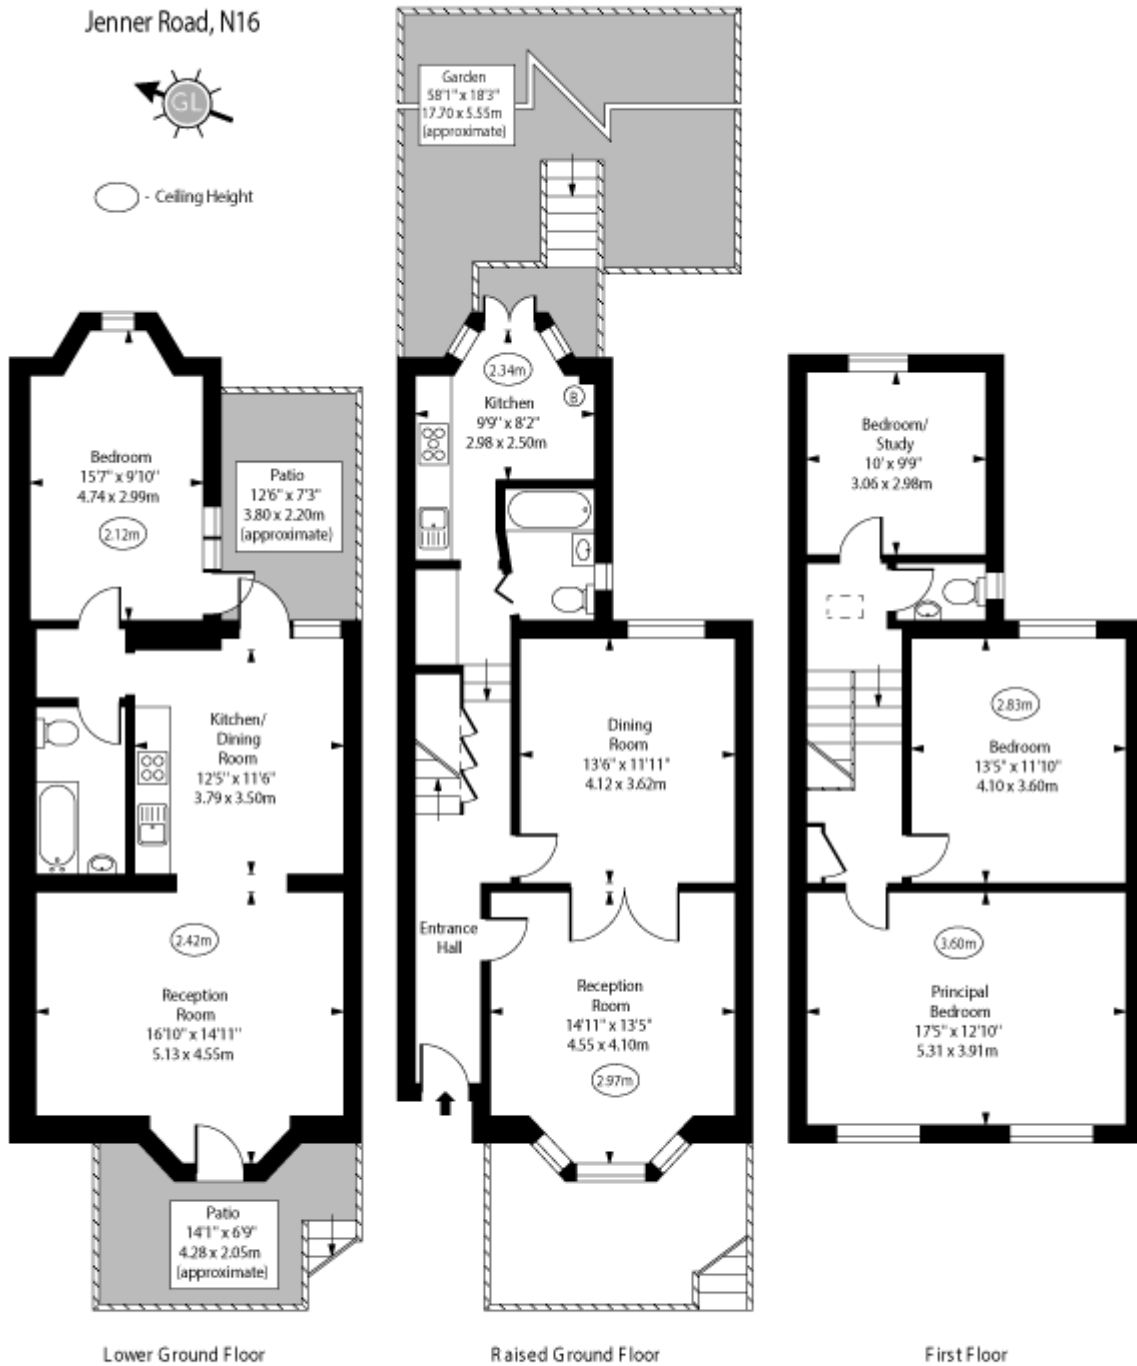 Jenner Road, N16
GL
- Ceiling Height
Garden
58'1" x 18'3"
17.70 x 5.55m
(approximate)
Bedroom
15'7" x 9'10"
4.74 x 2.99m
2.12m
Patio
12'6" x 7'3"
3.80 x 2.20m
(approximate)
Kitchen/
Dining
Room
12'5" x 11'6"
3.79 x 3.50m
2.42m
Reception
Room
16'10" x 14'11"
5.13 x 4.55m
Patio
14'1" x 6'9"
4.28 x 2.05m
(approximate)
Lower Ground Floor
2.34m
B
Kitchen
9'9" x 8'2"
2.98 x 2.50m
Dining
Room
13'6" x 11'11"
4.12 x 3.62m
Entrance
Hall
Reception
Room
14'11" x 13'5"
4.55 x 4.10m
2.97m
Raised Ground Floor
Bedroom/
Study
10' x 9'9"
3.06 x 2.98m
2.83m
Bedroom
13'5" x 11'10"
4.10 x 3.60m
3.60m
Principal
Bedroom
17'5" x 12'10"
5.31 x 3.91m
First Floor